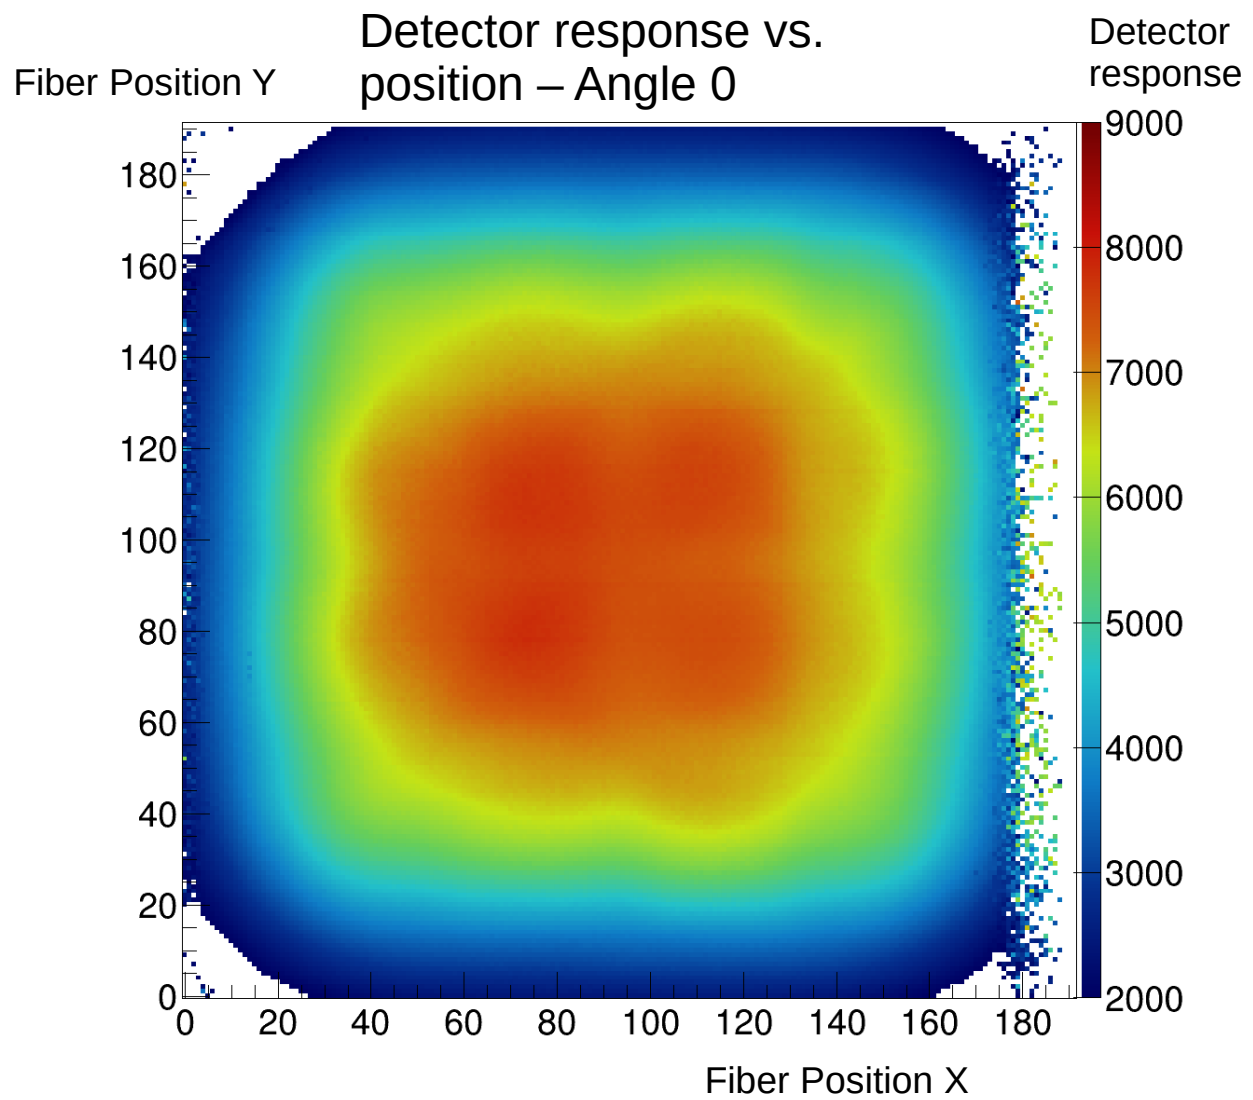 Detector response vs.
position – Angle 0
Detector
response
Fiber Position Y
9000
8000
7000
6000
5000
4000
3000
2000
180
160
140
120
100
80
60
40
20
0
0 20 40 60 80 100 120 140 160 180
Fiber Position X